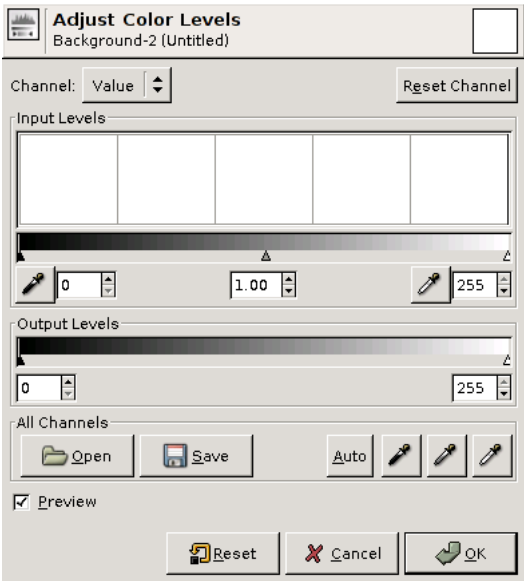 Adjust Color Levels
Background-2 (Untitled)
Channel: Value Reset Channel
Input Levels
0 1.00 255
Output Levels
0 255
All Channels
Open Save Auto
Preview
Reset Cancel OK